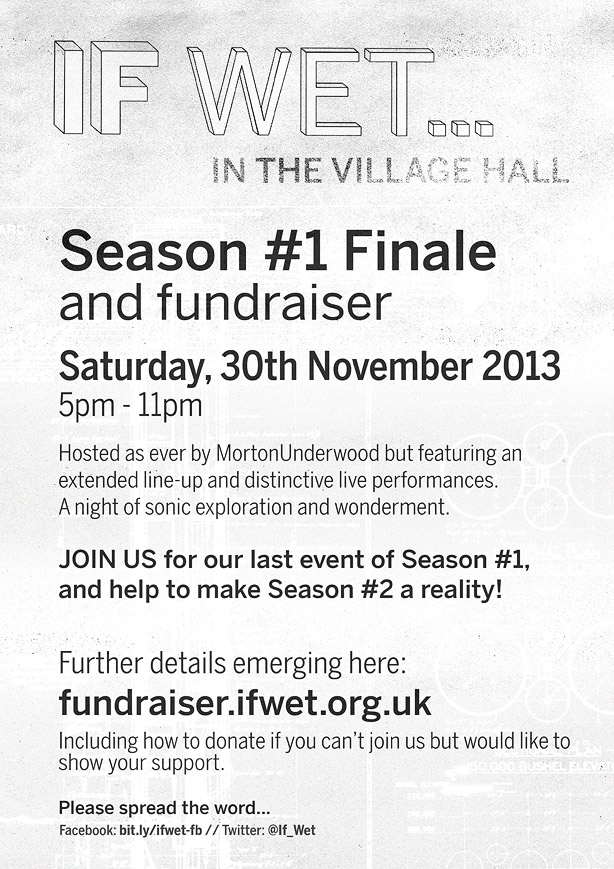 IF WET...
IN THE VILLAGE HALL
Season #1 Finale
and fundraiser
Saturday, 30th November 2013
5pm - 11pm
Hosted as ever by MortonUnderwood but featuring an
extended line-up and distinctive live performances.
A night of sonic exploration and wonderment.
JOIN US for our last event of Season #1,
and help to make Season #2 a reality!
Further details emerging here:
fundraiser.ifwet.org.uk
Including how to donate if you can't join us but would like to
show your support.
50,000 BUSHEL
Please spread the word...
Facebook: bit.ly/ifwet-fb // Twitter: @If_Wet